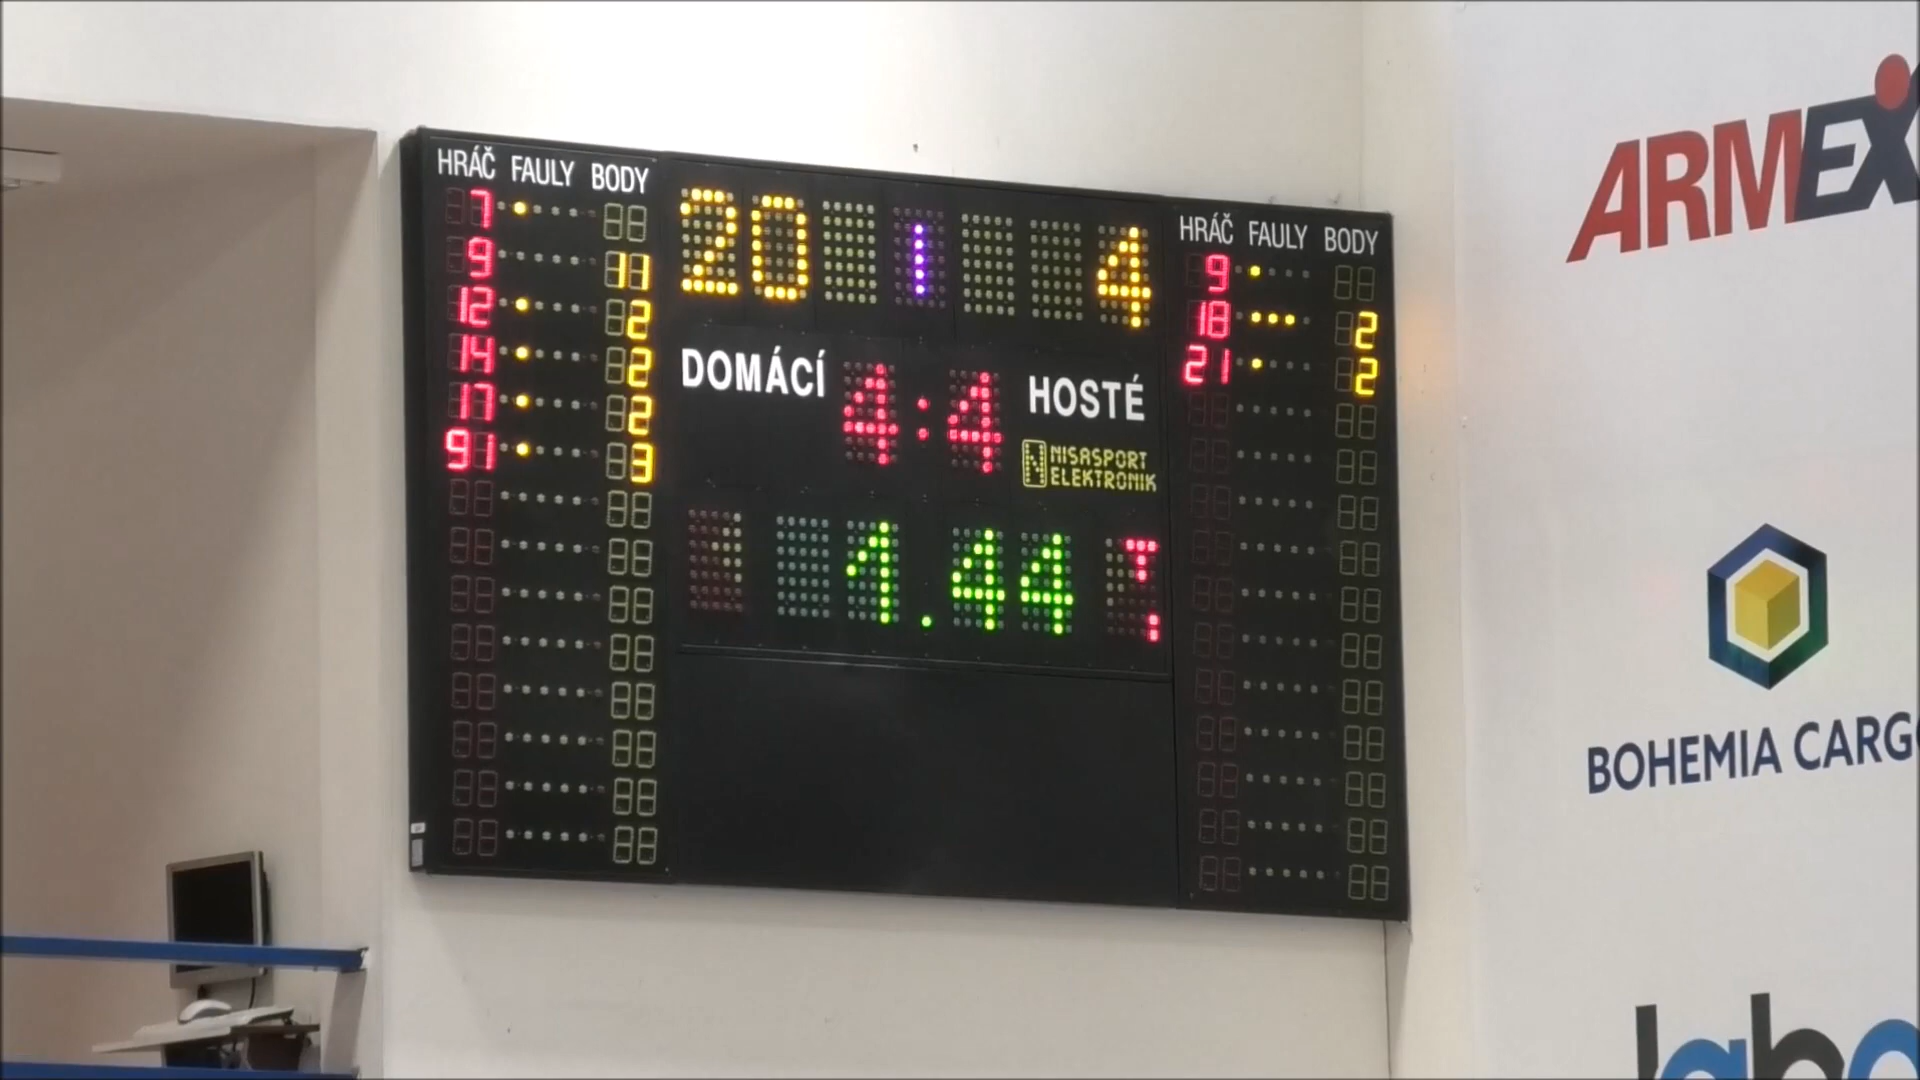 HRÁČ FAULY BODY
7
9 11
12 2
14 2
17 2
91 3
20 1 4
DOMÁCÍ 4:4 HOSTÉ
NISASPORT
ELEKTRONIK
1.44
HRÁČ FAULY BODY
9
18 2
21 2
ARMEX
BOHEMIA CARGO